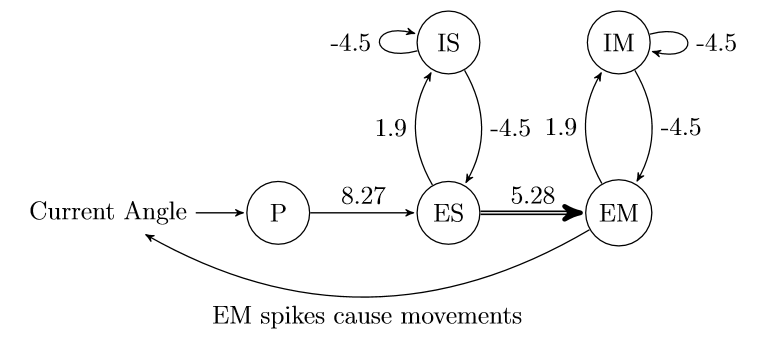 -4.5 IS IM -4.5
1.9 -4.5 1.9 -4.5
Current Angle P 8.27 ES 5.28 EM
EM spikes cause movements